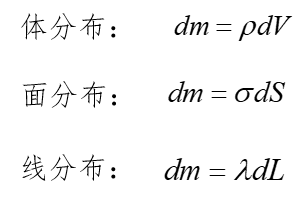 体分布： dm = ρdV
面分布： dm = σdS
线分布： dm = λdL